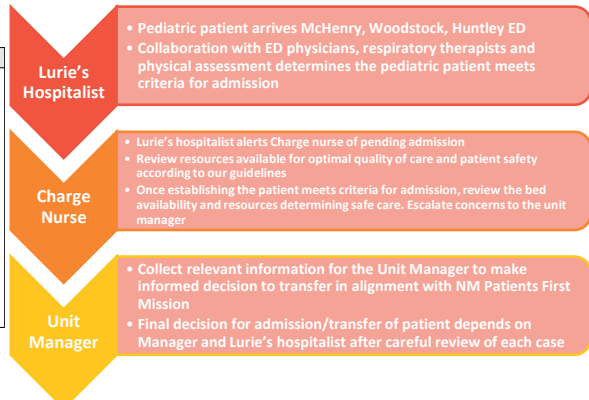 Lurie's
Hospitalist
• Pediatric patient arrives McHenry, Woodstock, Huntley ED
• Collaboration with ED physicians, respiratory therapists and
physical assessment determines the pediatric patient meets
criteria for admission
Charge
Nurse
• Lurie's hospitalist alerts Charge nurse of pending admission
• Review resources available for optimal quality of care and patient safety
according to our guidelines
• Once establishing the patient meets criteria for admission, review the bed
availability and resources determining safe care. Escalate concerns to the unit
manager
Unit
Manager
• Collect relevant information for the Unit Manager to make
informed decision to transfer in alignment with NM Patients First
Mission
• Final decision for admission/transfer of patient depends on
Manager and Lurie's hospitalist after careful review of each case